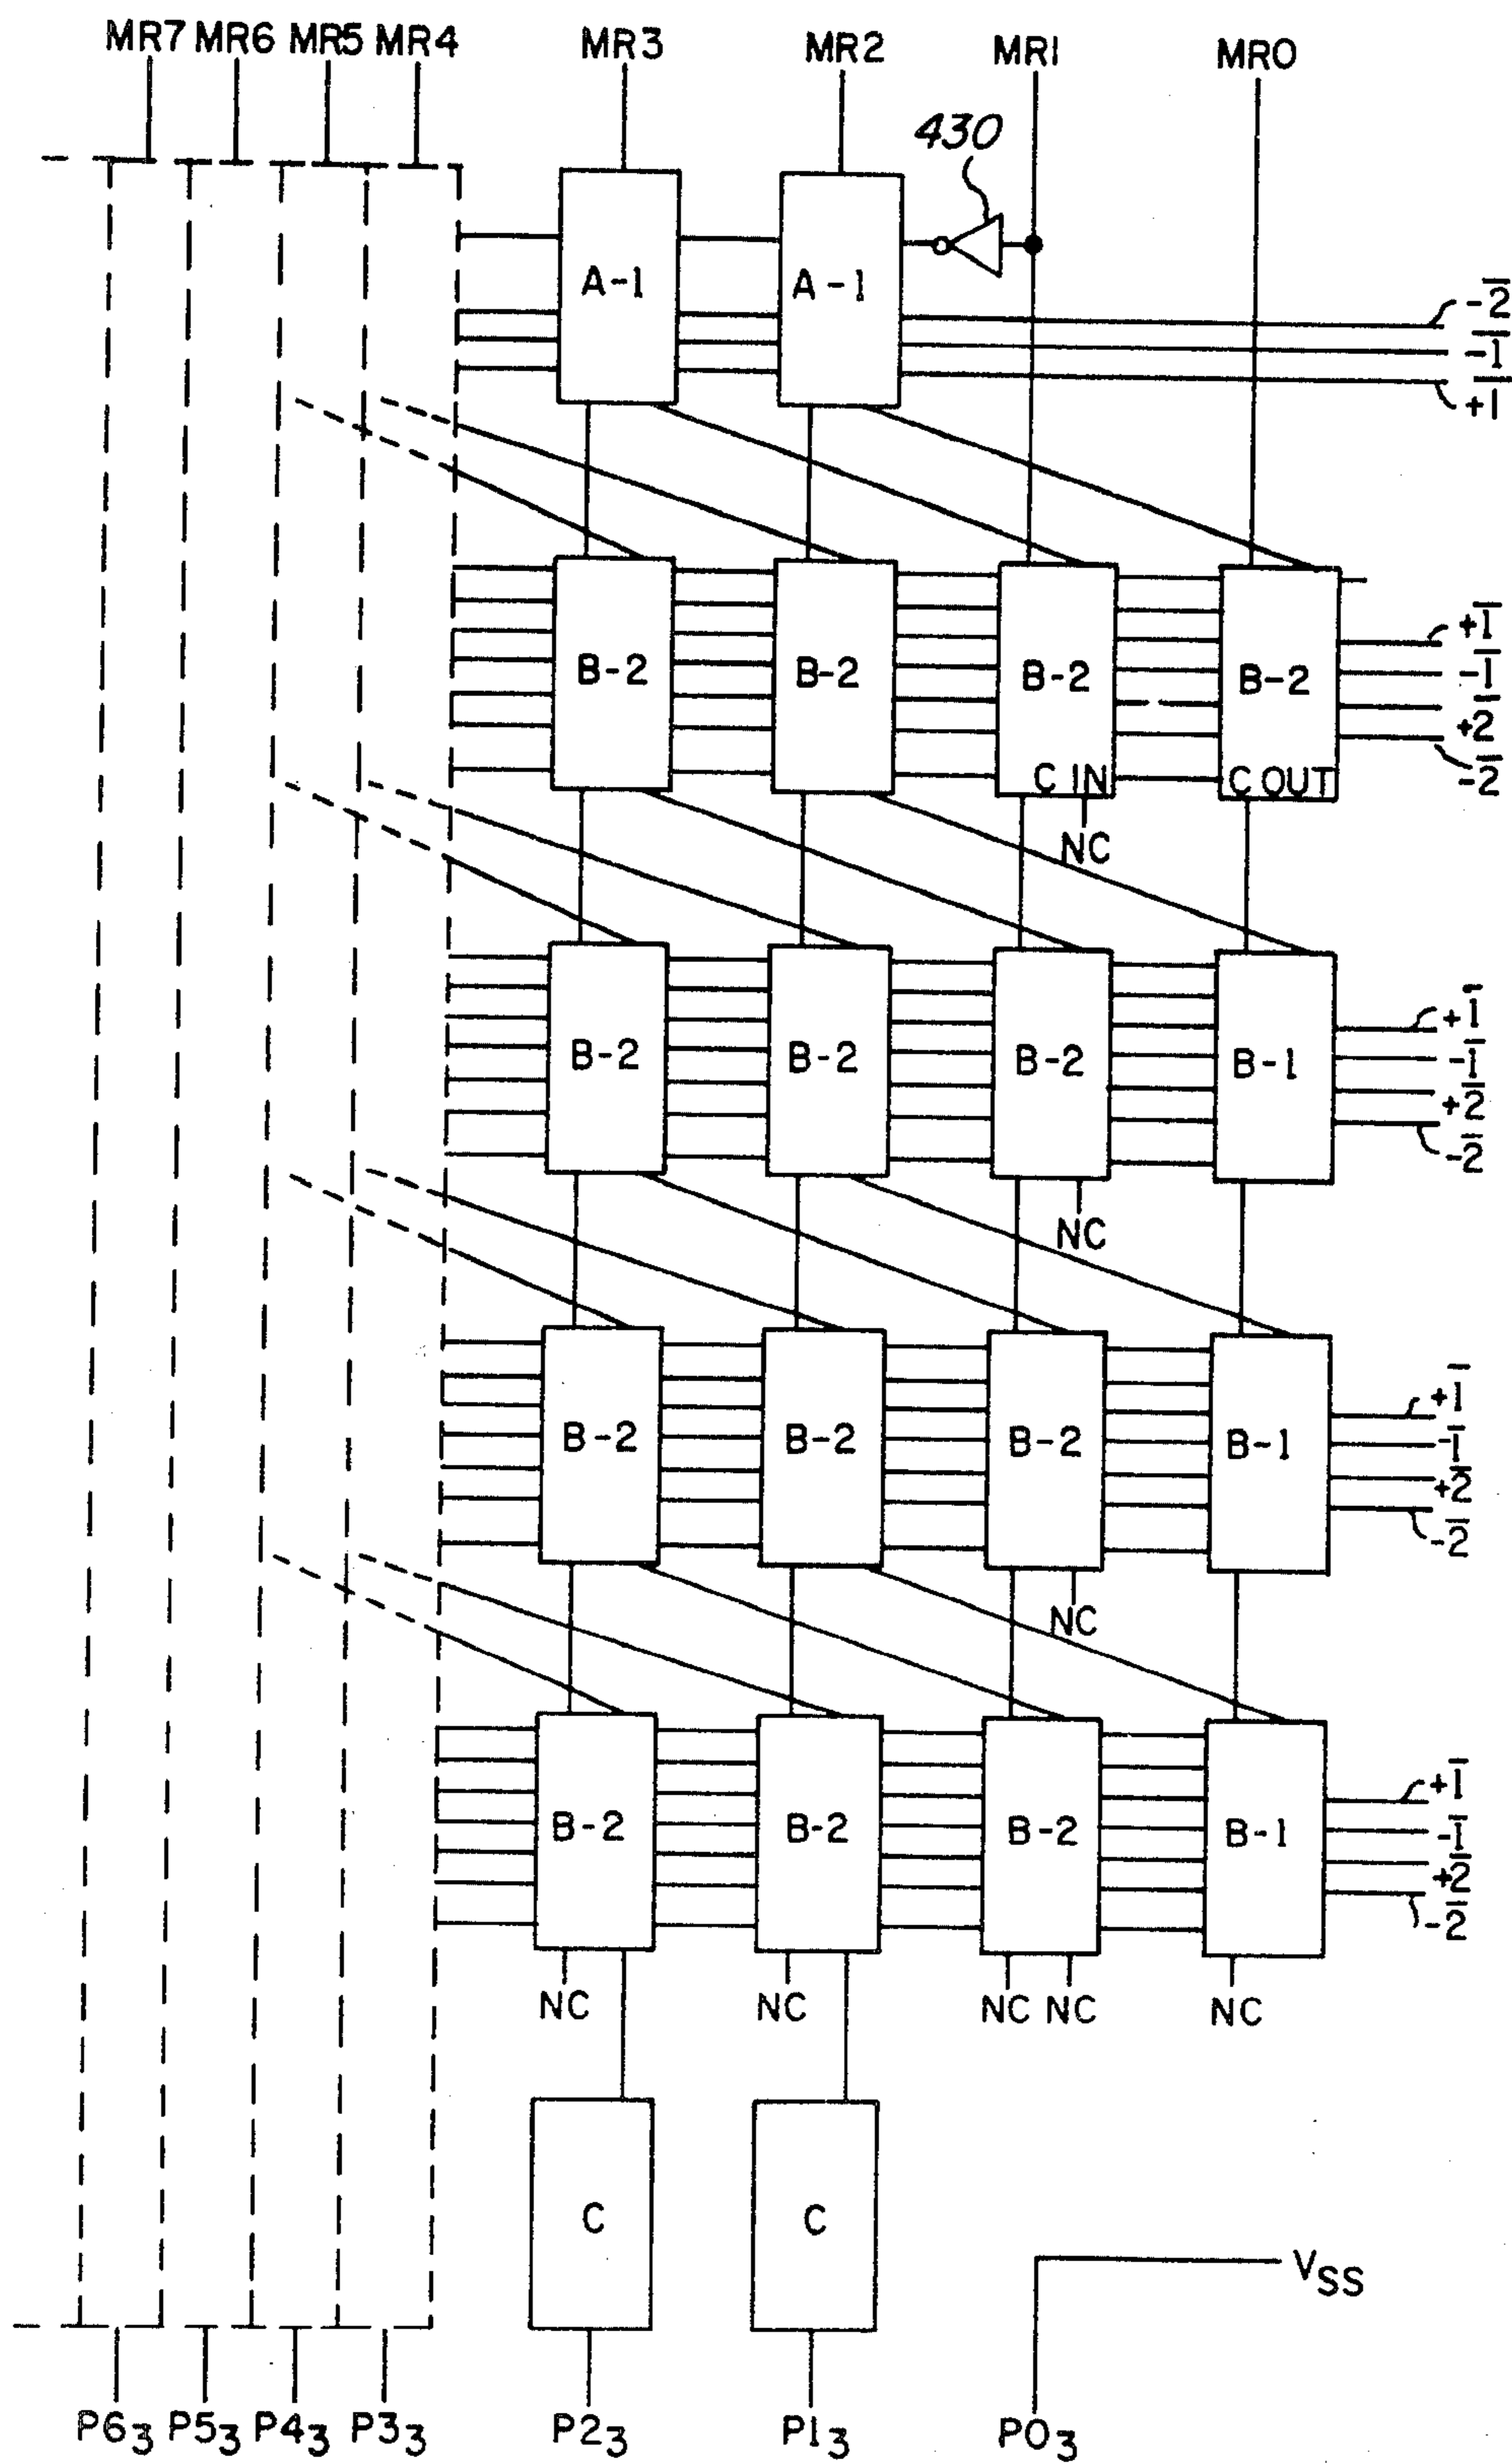 MR7 MR6 MR5 MR4 MR3 MR2 MR1 MR0
430
A-1 A-1
-2̅
-1̅
+1̅
B-2 B-2 B-2 B-2
+1̅
-1̅
+2̅
-2̅
C IN C OUT
NC
B-2 B-2 B-2 B-1
+1̅
-1̅
+2̅
-2̅
NC
B-2 B-2 B-2 B-1
+1̅
-1̅
+2̅
-2̅
NC
B-2 B-2 B-2 B-1
+1̅
-1̅
+2̅
-2̅
NC NC NC NC NC
C C
VSS
P6₃ P5₃ P4₃ P3₃ P2₃ P1₃ P0₃